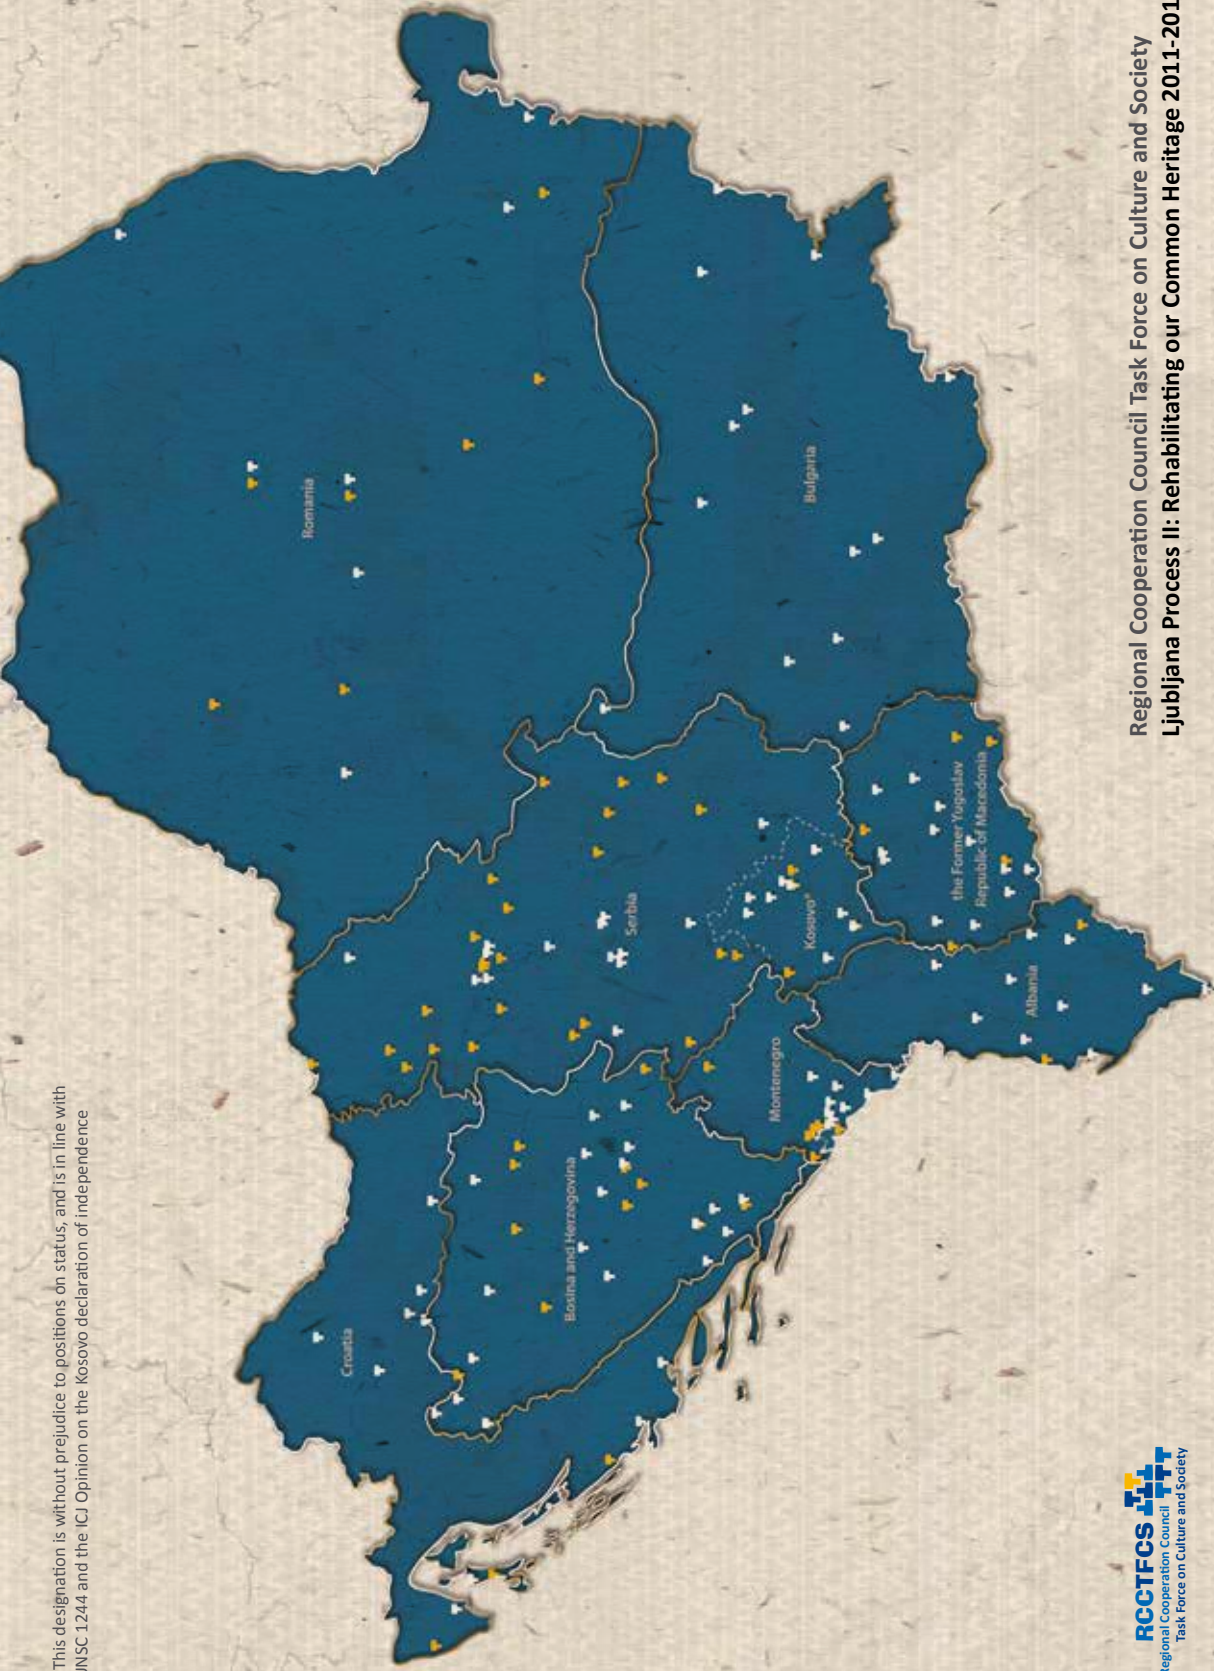 This designation is without prejudice to positions on status, and is in line with
UNSC 1244 and the ICJ Opinion on the Kosovo declaration of independence
Croatia
Bosina and Herzegovina
Montenegro
Serbia
Kosovo*
Albania
the Former Yugoslav
Republic of Macedonia
Romania
Bulgaria
RCCTFCS
Regional Cooperation Council
Task Force on Culture and Society
Regional Cooperation Council Task Force on Culture and Society
Ljubljana Process II: Rehabilitating our Common Heritage 2011-201